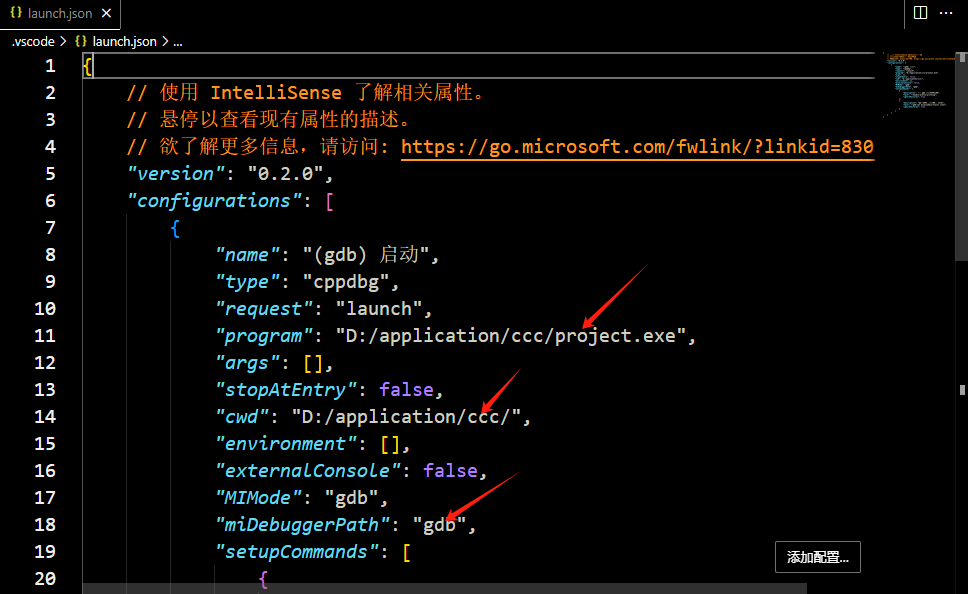 {} launch.json ×
.vscode > {} launch.json > ...
1 {
2 // 使用 IntelliSense 了解相关属性。
3 // 悬停以查看现有属性的描述。
4 // 欲了解更多信息，请访问: https://go.microsoft.com/fwlink/?linkid=830
5 "version": "0.2.0",
6 "configurations": [
7 {
8 "name": "(gdb) 启动",
9 "type": "cppdbg",
10 "request": "launch",
11 "program": "D:/application/ccc/project.exe",
12 "args": [],
13 "stopAtEntry": false,
14 "cwd": "D:/application/ccc/",
15 "environment": [],
16 "externalConsole": false,
17 "MIMode": "gdb",
18 "miDebuggerPath": "gdb",
19 "setupCommands": [
20 {
添加配置...